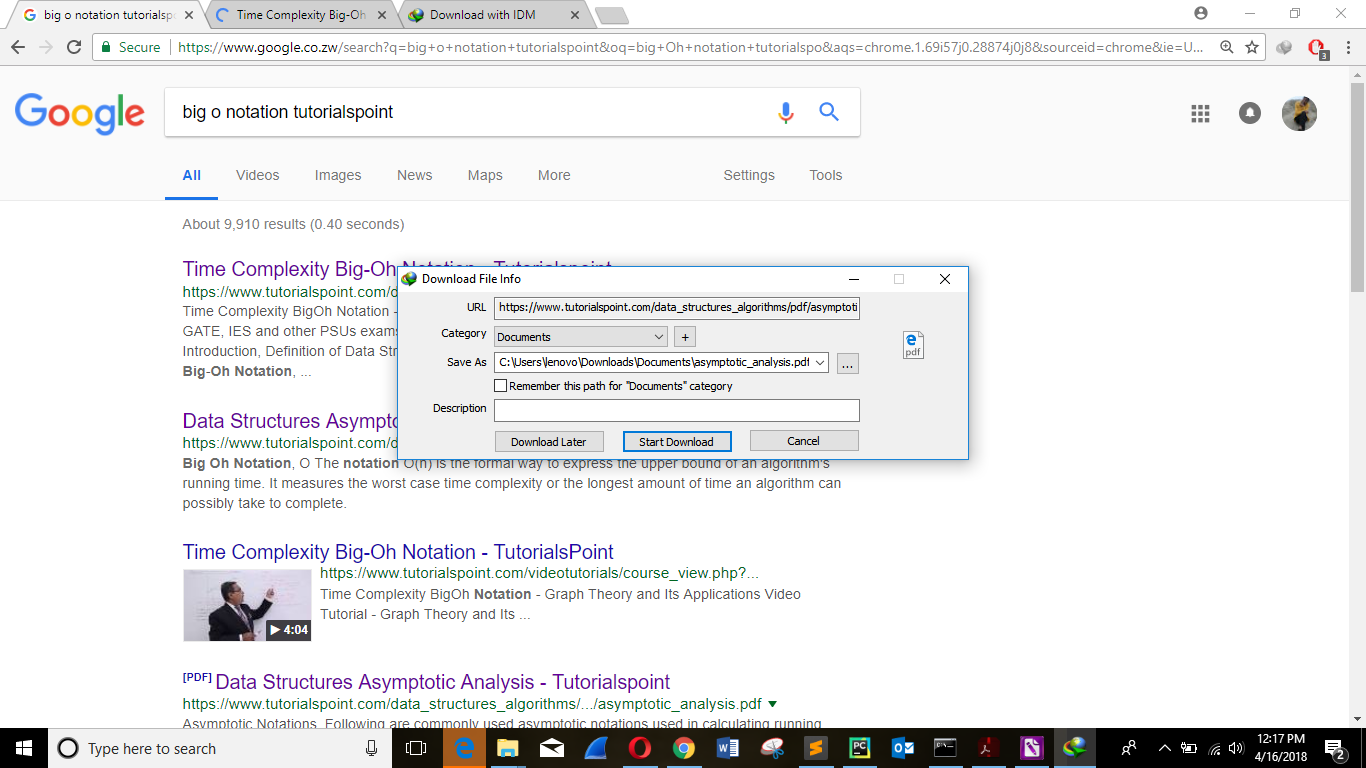 big o notation tutorialsp
Time Complexity Big-Oh
Download with IDM
Secure
https://www.google.co.zw/search?q=big+o+notation+tutorialspoint&oq=big+Oh+notation+tutorialspo&aqs=chrome.1.69i57j0.28874j0j8&sourceid=chrome&ie=U...
3
Google
big o notation tutorialspoint
All Videos Images News Maps More Settings Tools
About 9,910 results (0.40 seconds)
Time Complexity Big-Oh Notation - Tutorialspoint
https://www.tutorialspoint.com/d
Time Complexity BigOh Notation -
GATE, IES and other PSUs exams
Introduction, Definition of Data Str
Big-Oh Notation, ...
Download File Info
URL https://www.tutorialspoint.com/data_structures_algorithms/pdf/asymptoti
Category Documents +
Save As C:\Users\lenovo\Downloads\Documents\asymptotic_analysis.pdf ...
Remember this path for "Documents" category
Description
Download Later Start Download Cancel
pdf
Data Structures Asympto
https://www.tutorialspoint.com/d
Big Oh Notation, Ο The notation Ο(n) is the formal way to express the upper bound of an algorithm's
running time. It measures the worst case time complexity or the longest amount of time an algorithm can
possibly take to complete.
Time Complexity Big-Oh Notation - TutorialsPoint
https://www.tutorialspoint.com/videotutorials/course_view.php?...
Time Complexity BigOh Notation - Graph Theory and Its Applications Video
Tutorial - Graph Theory and Its ...
4:04
[PDF] Data Structures Asymptotic Analysis - Tutorialspoint
https://www.tutorialspoint.com/data_structures_algorithms/.../asymptotic_analysis.pdf
Asymptotic Notations. Following are commonly used asymptotic notations used in calculating running
Type here to search
12:17 PM
4/16/2018
2